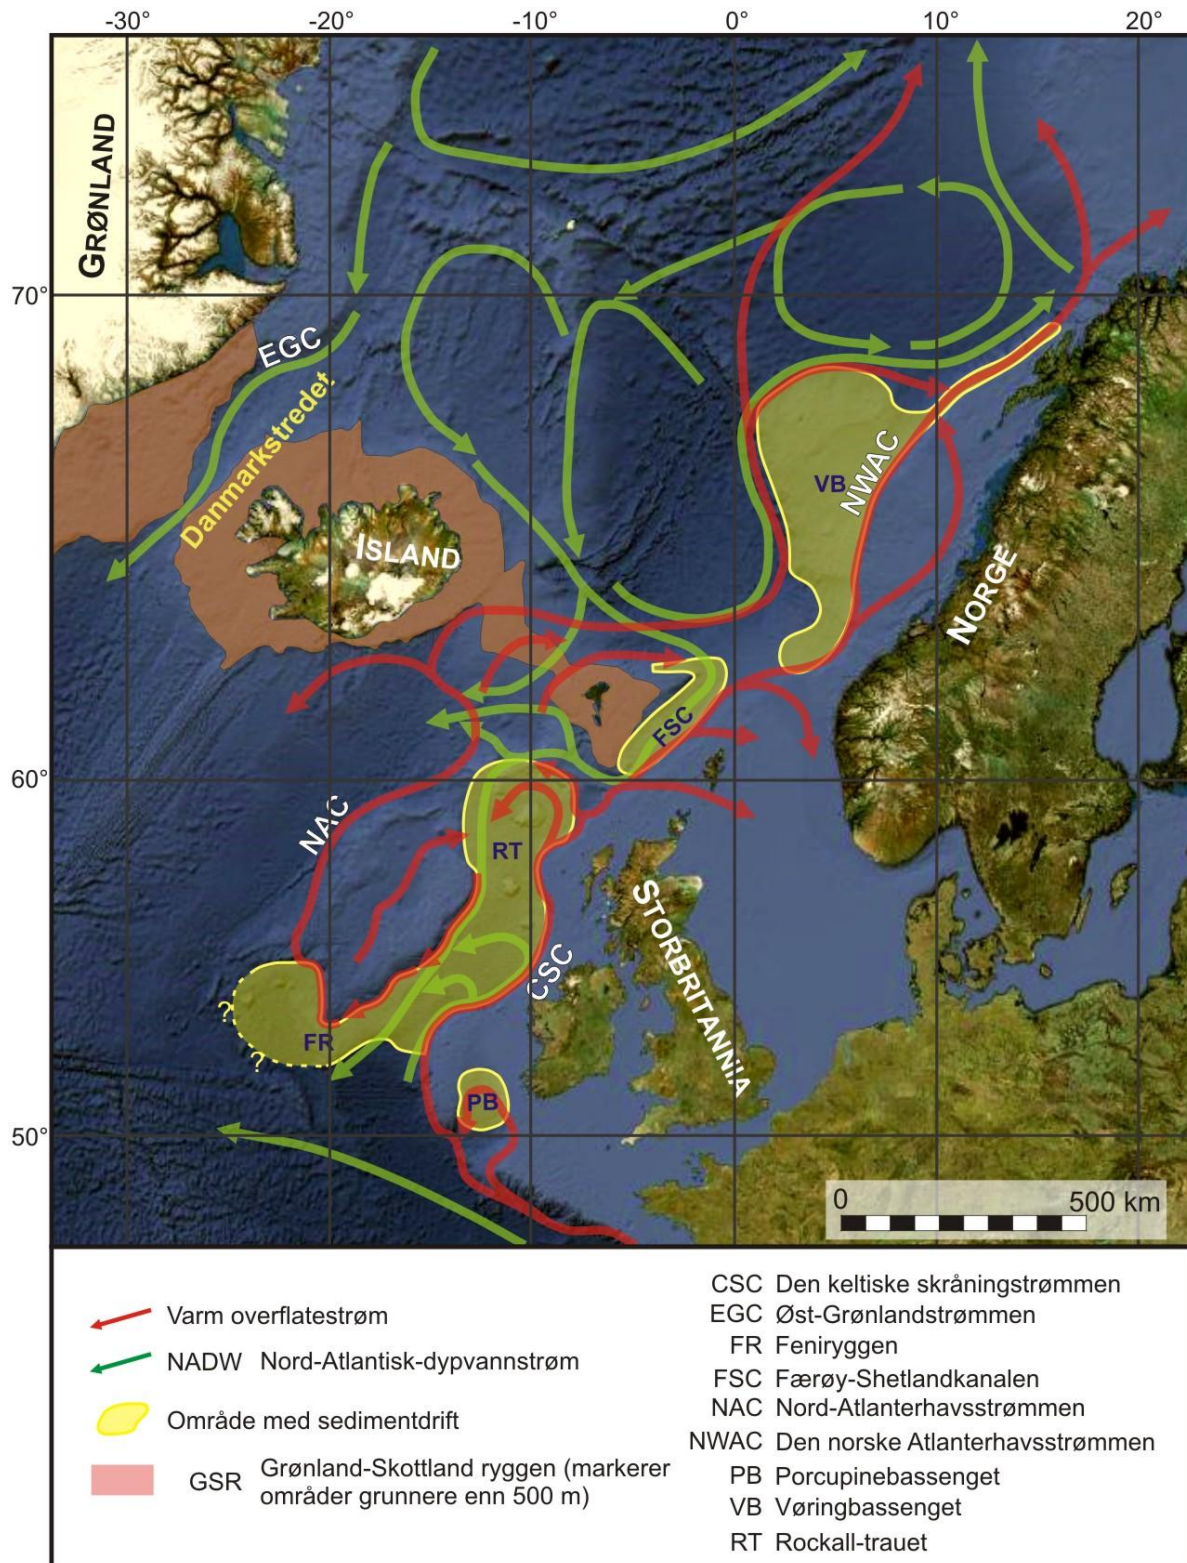 -30° -20° -10° 0° 10° 20°
GRØNLAND
70°
EGC
Danmarkstredet
VB
NWAC
ISLAND
NORGE
FSC
60°
NAC
RT
STORBRITANNIA
CSC
?
FR
?
PB
50°
0 500 km
Varm overflatestrøm
NADW Nord-Atlantisk-dypvannstrøm
Område med sedimentdrift
GSR Grønland-Skottland ryggen (markerer
områder grunnere enn 500 m)
CSC Den keltiske skråningstrømmen
EGC Øst-Grønlandstrømmen
FR Feniryggen
FSC Færøy-Shetlandkanalen
NAC Nord-Atlanterhavsstrømmen
NWAC Den norske Atlanterhavsstrømmen
PB Porcupinebassenget
VB Vøringbassenget
RT Rockall-trauet